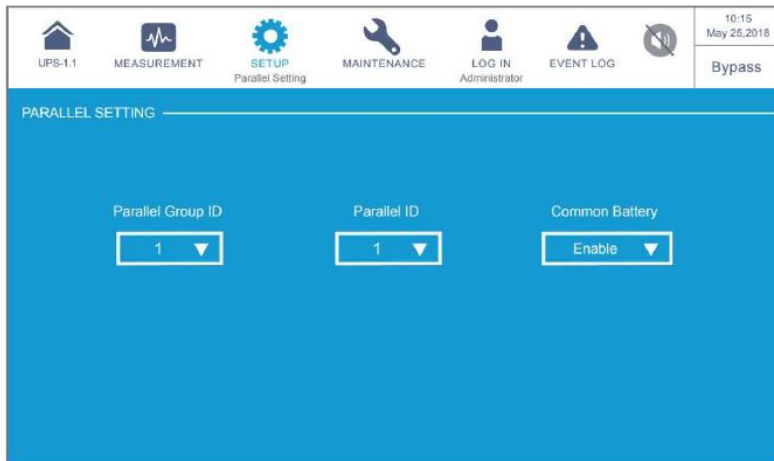 10:15
May 25,2018
UPS-1.1
MEASUREMENT
SETUP
Parallel Setting
MAINTENANCE
LOG IN
Administrator
EVENT LOG
Bypass
PARALLEL SETTING
Parallel Group ID
Parallel ID
Common Battery
1
1
Enable